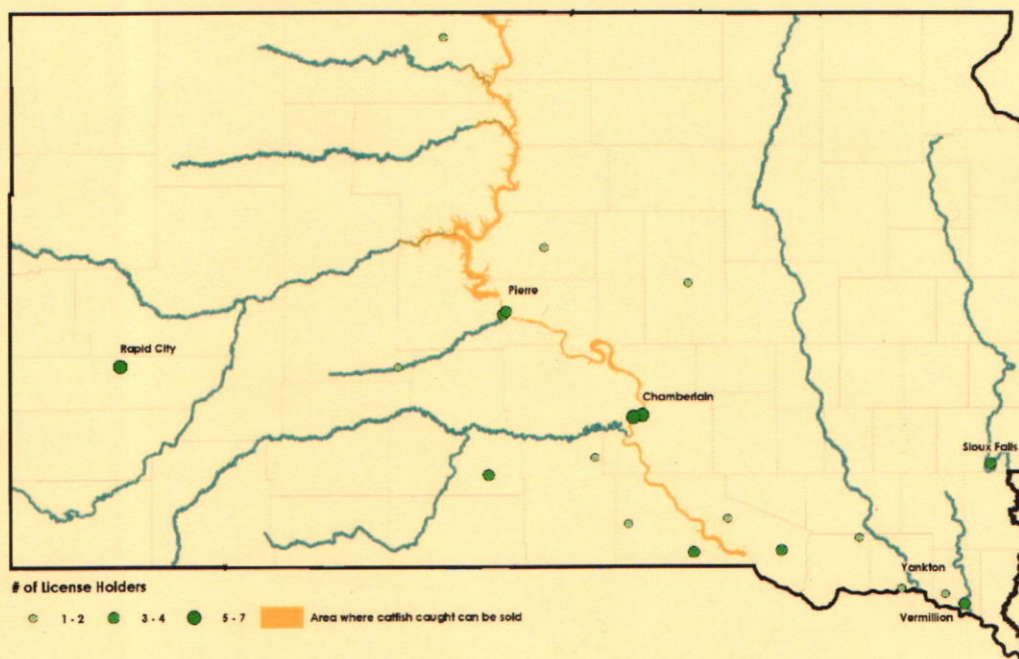 Pierre
Rapid City
Chamberlain
Sioux Falls
Yankton
Vermillion
# of License Holders
1 - 2 3 - 4 5 - 7 Area where catfish caught can be sold